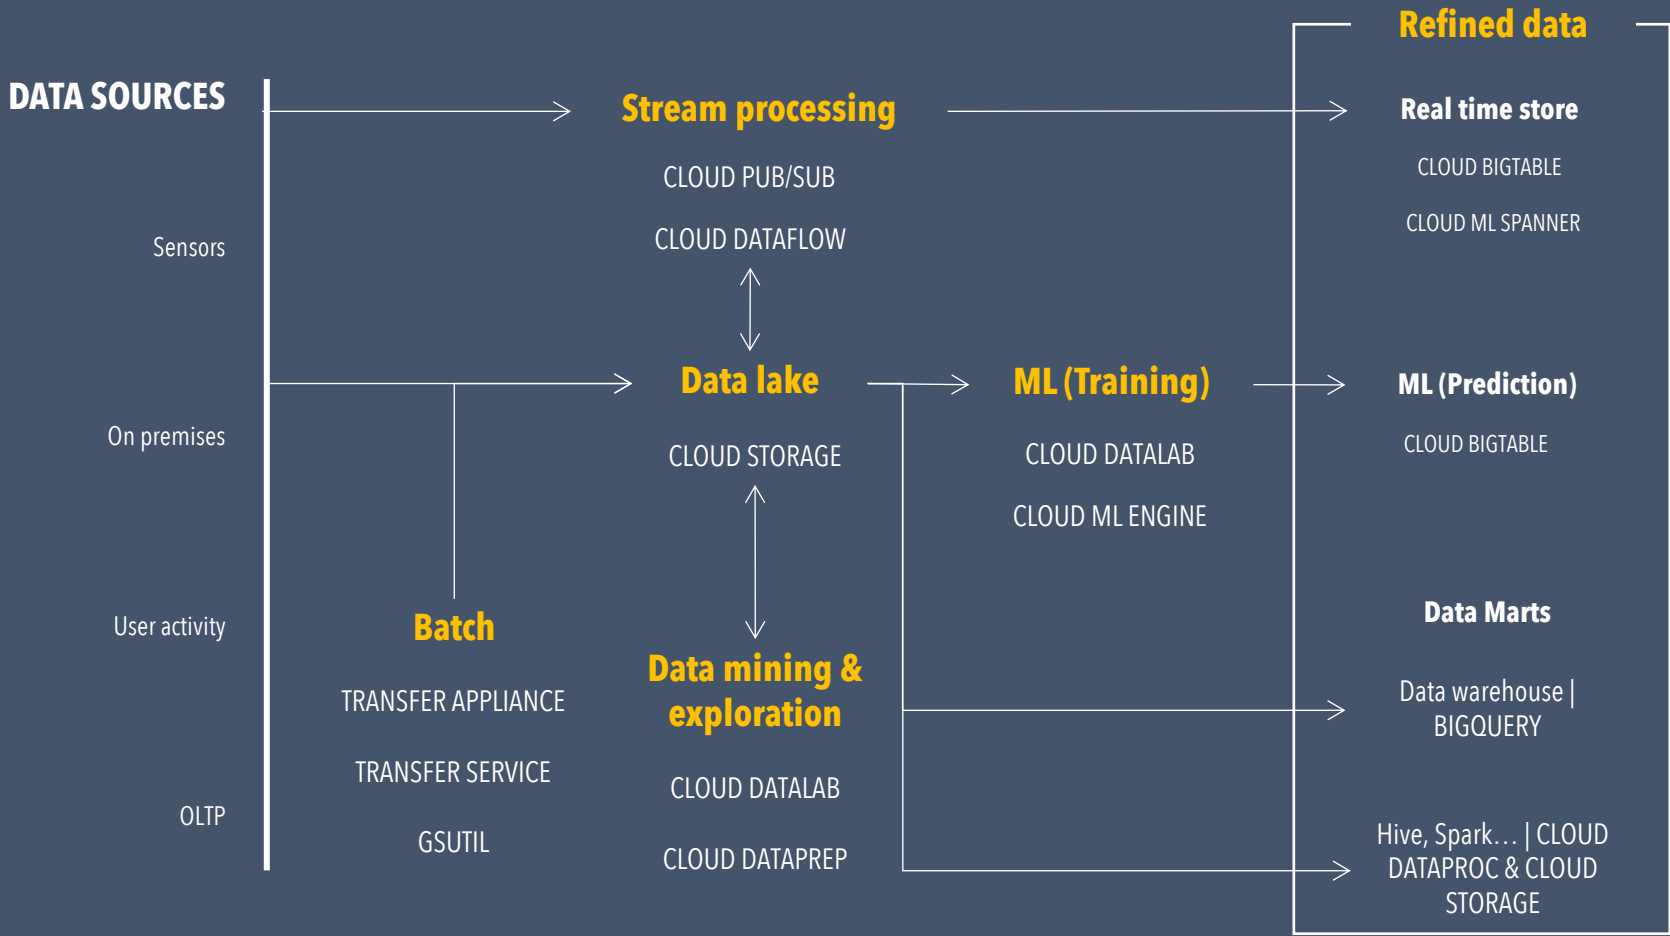 Refined data
DATA SOURCES
Sensors
On premises
User activity
OLTP
Stream processing
CLOUD PUB/SUB
CLOUD DATAFLOW
Data lake
CLOUD STORAGE
Batch
TRANSFER APPLIANCE
TRANSFER SERVICE
GSUTIL
Data mining &
exploration
CLOUD DATALAB
CLOUD DATAPREP
ML (Training)
CLOUD DATALAB
CLOUD ML ENGINE
Real time store
CLOUD BIGTABLE
CLOUD ML SPANNER
ML (Prediction)
CLOUD BIGTABLE
Data Marts
Data warehouse |
BIGQUERY
Hive, Spark... | CLOUD
DATAPROC & CLOUD
STORAGE